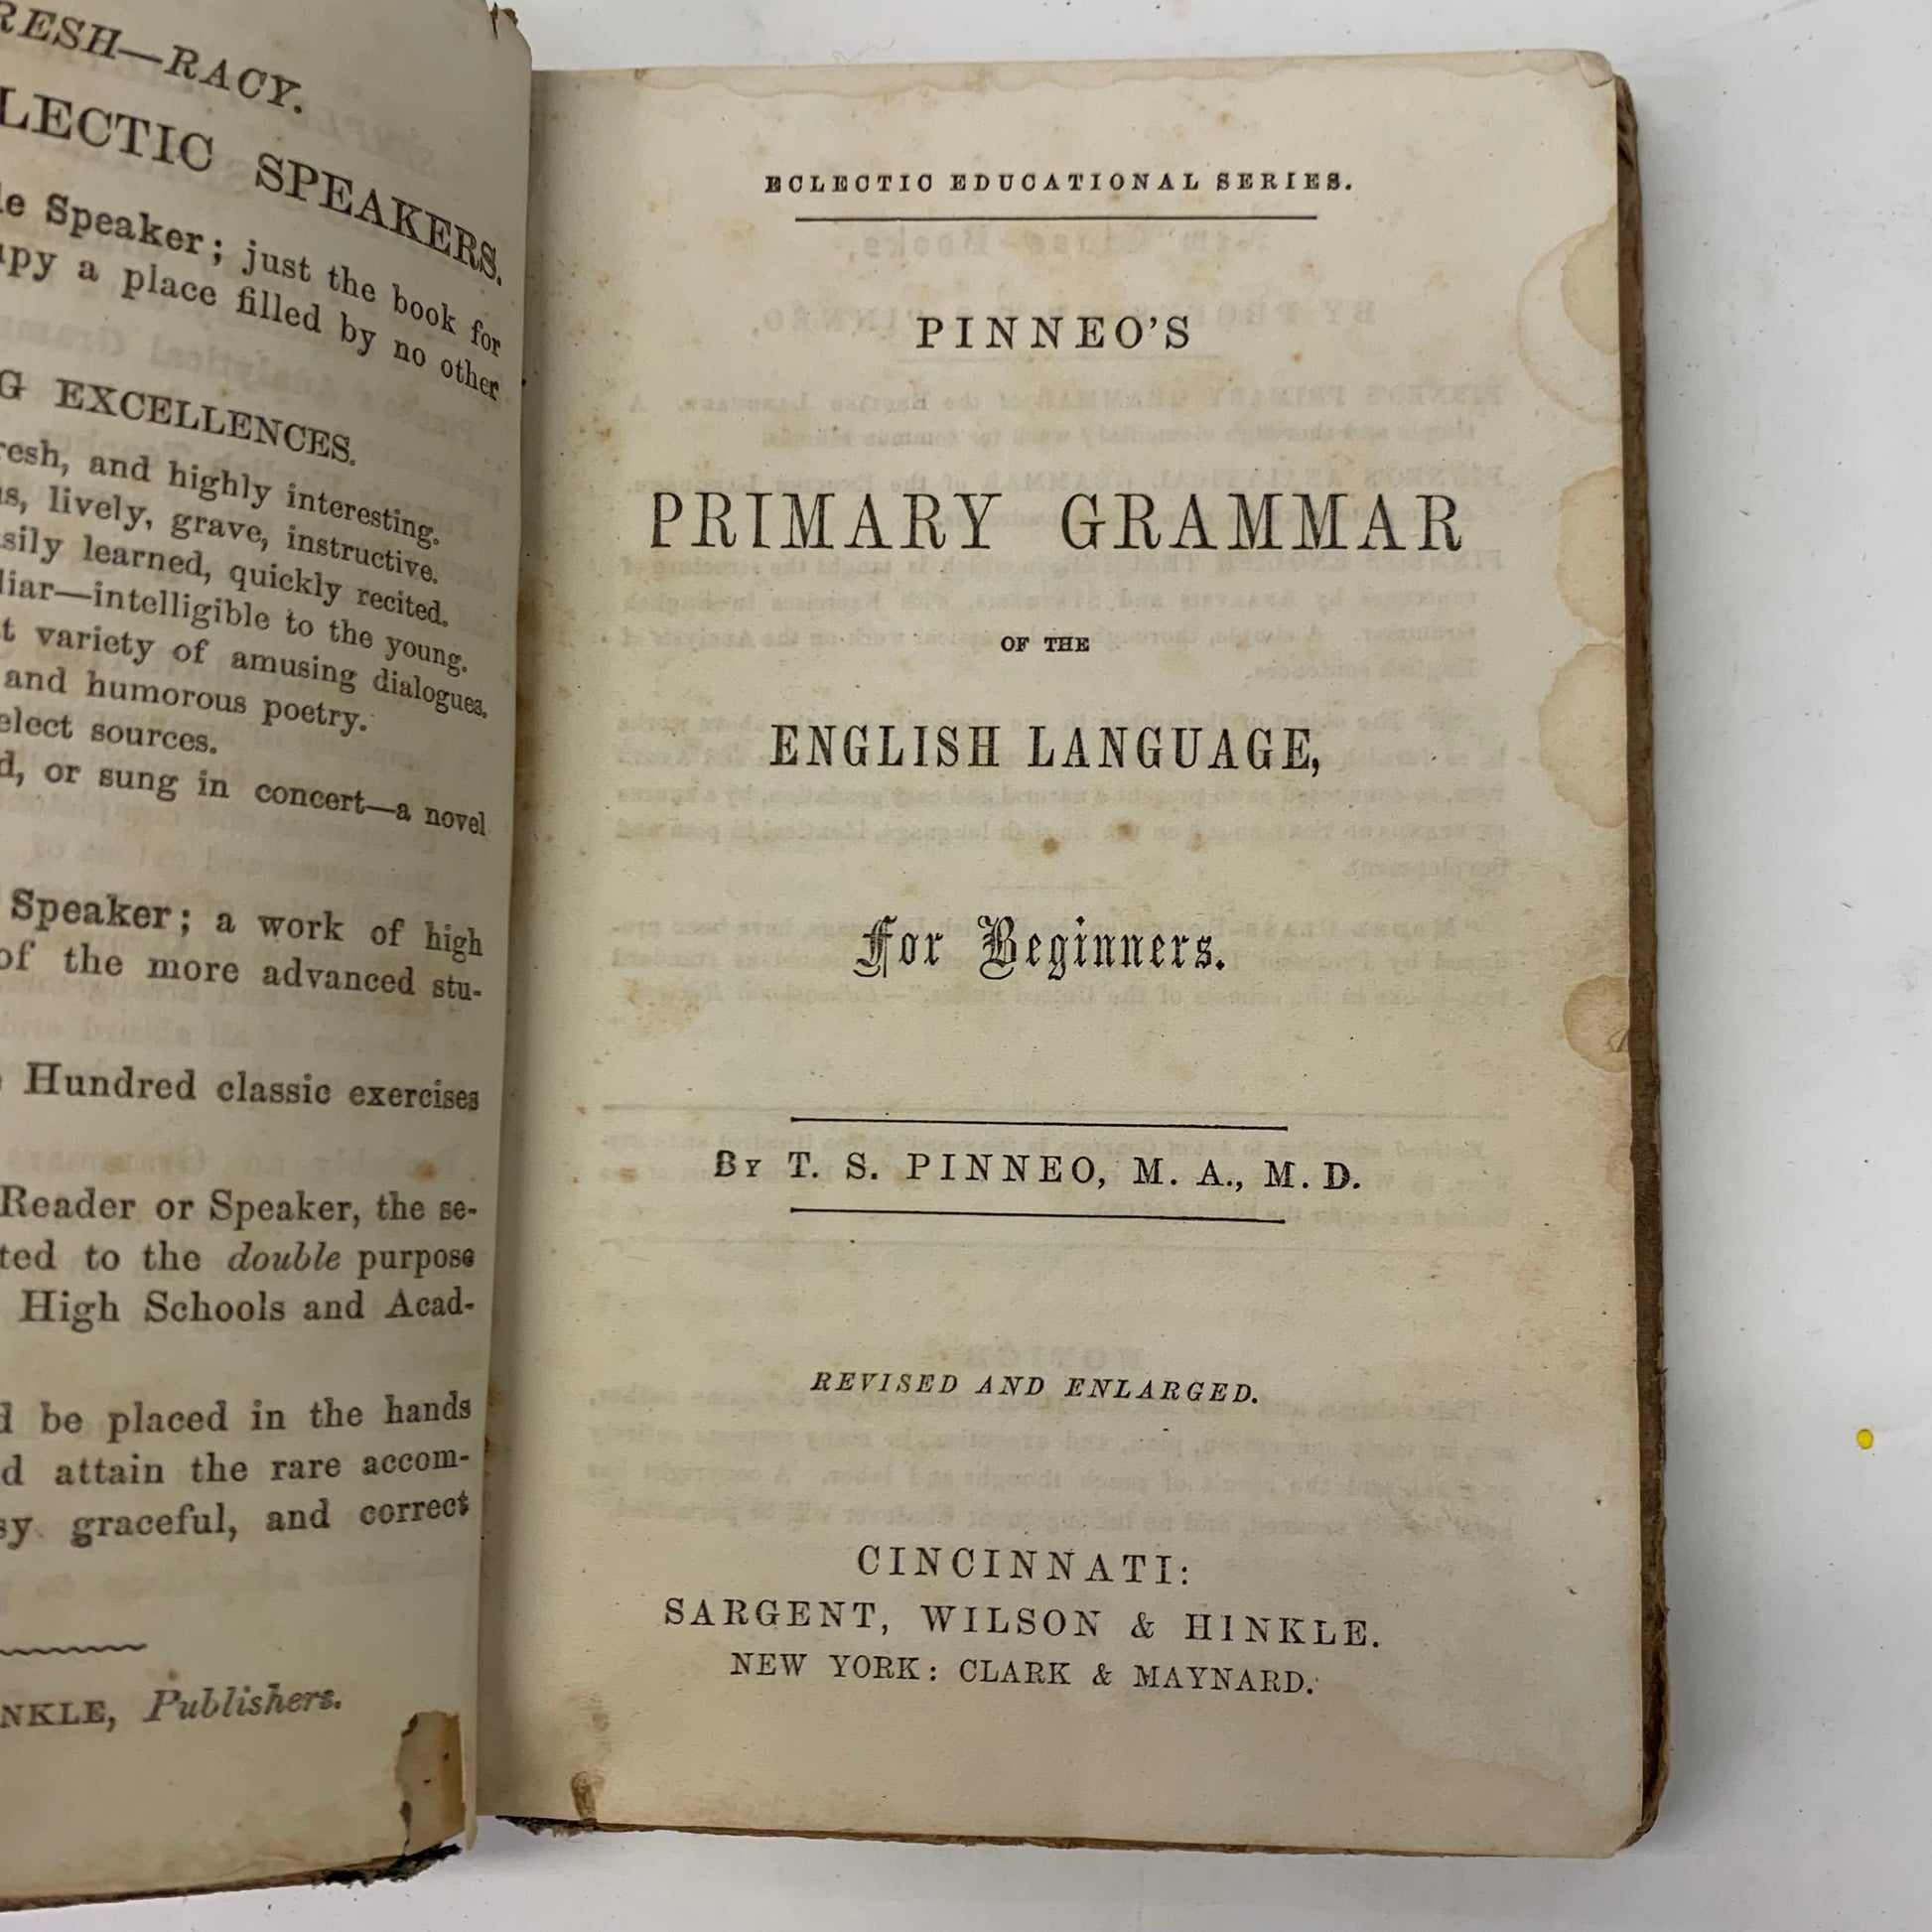 RESH—RACY.
LECTIC SPEAKERS.
le Speaker; just the book for
upy a place filled by no other
G EXCELLENCES.
resh, and highly interesting.
s, lively, grave, instructive.
sily learned, quickly recited.
liar—intelligible to the young.
t variety of amusing dialogues.
and humorous poetry.
elect sources.
d, or sung in concert—a novel
Speaker; a work of high
of the more advanced stu-
Hundred classic exercises
Reader or Speaker, the se-
ted to the double purpose
High Schools and Acad-
d be placed in the hands
d attain the rare accom-
sy graceful, and correct
NKLE, Publishers.
ECLECTIC EDUCATIONAL SERIES.
PINNEO'S
PRIMARY GRAMMAR
OF THE
ENGLISH LANGUAGE,
For Beginners.
BY T. S. PINNEO, M. A., M. D.
REVISED AND ENLARGED.
CINCINNATI:
SARGENT, WILSON & HINKLE.
NEW YORK: CLARK & MAYNARD.